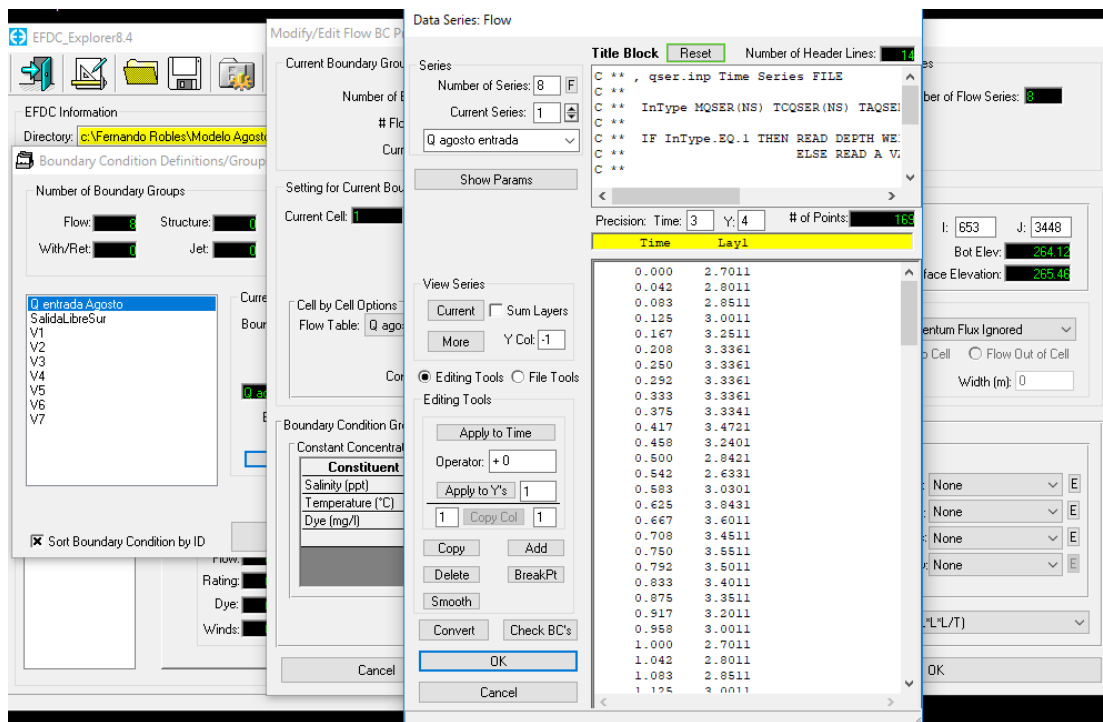 EFDC_Explorer8.4
EFDC Information
Directory: c:\Fernando Robles\Modelo Agosto
Boundary Condition Definitions/Group
Number of Boundary Groups
Flow: 8 Structure: 0
With/Ret: 0 Jet: 0
Q entrada Agosto
SalidaLibreSur
V1
V2
V3
V4
V5
V6
V7
Sort Boundary Condition by ID
Rating:
Dye:
Winds:
Modify/Edit Flow BC
Current Boundary Grou
Number of
Setting for Current Bou
Current Cell: 1
Cell by Cell Options
Flow Table: Q ago
Boundary Condition Gr
Constant Concentra
Constituent
Salinity (ppt)
Temperature (°C)
Dye (mg/l)
Cancel
Data Series: Flow
Series
Number of Series: 8 F
Current Series: 1
Q agosto entrada
Show Params
View Series
Current Sum Layers
More Y Col: -1
Editing Tools File Tools
Editing Tools
Apply to Time
Operator: + 0
Apply to Y's 1
1 Copy Col 1
Copy Add
Delete BreakPt
Smooth
Convert Check BC's
OK
Cancel
Title Block Reset Number of Header Lines: 14
C ** , qser.inp Time Series FILE
C **
C ** InType MQSER(NS) TCQSER(NS) TAQSE
C **
C ** IF InType.EQ.1 THEN READ DEPTH WE
C ** ELSE READ A
C **
Precision: Time: 3 Y: 4 # of Points: 169
Time Lay1
0.000 2.7011
0.042 2.8011
0.083 2.8511
0.125 3.0011
0.167 3.2511
0.208 3.3361
0.250 3.3361
0.292 3.3361
0.333 3.3361
0.375 3.3341
0.417 3.4721
0.458 3.2401
0.500 2.8421
0.542 2.6331
0.583 3.0301
0.625 3.8431
0.667 3.6011
0.708 3.4511
0.750 3.5511
0.792 3.5011
0.833 3.4011
0.875 3.3511
0.917 3.2011
0.958 3.0011
1.000 2.7011
1.042 2.8011
1.083 2.8511
1.125 3.0011
ber of Flow Series: 8
I: 653 J: 3448
Bot Elev: 264.12
face Elevation: 265.46
entum Flux Ignored
Cell Flow Out of Cell
Width (m): 0
None E
None E
None E
None E
*L*L/T)
OK